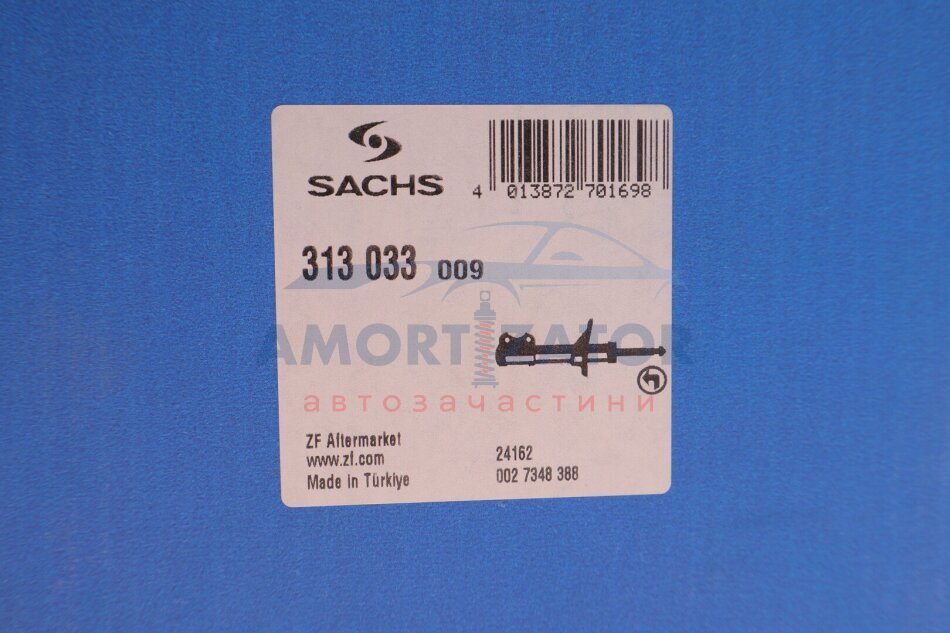 SACHS
4 013872 701698
313 033 009
AMORTIZATOR
автозачастини
ZF Aftermarket
www.zf.com
Made in Türkiye
24162
002 7348 388